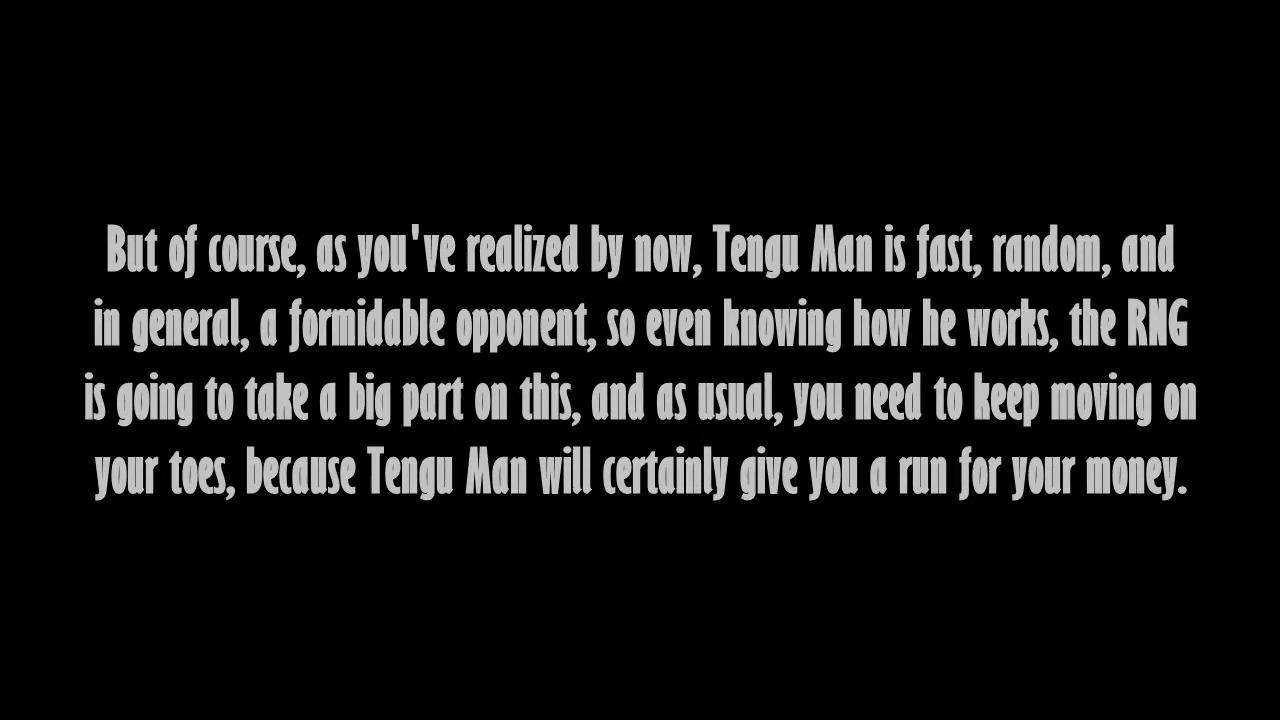 But of course, as you've realized by now, Tengu Man is fast, random, and
in general, a formidable opponent, so even knowing how he works, the RNG
is going to take a big part on this, and as usual, you need to keep moving on
your toes, because Tengu Man will certainly give you a run for your money.